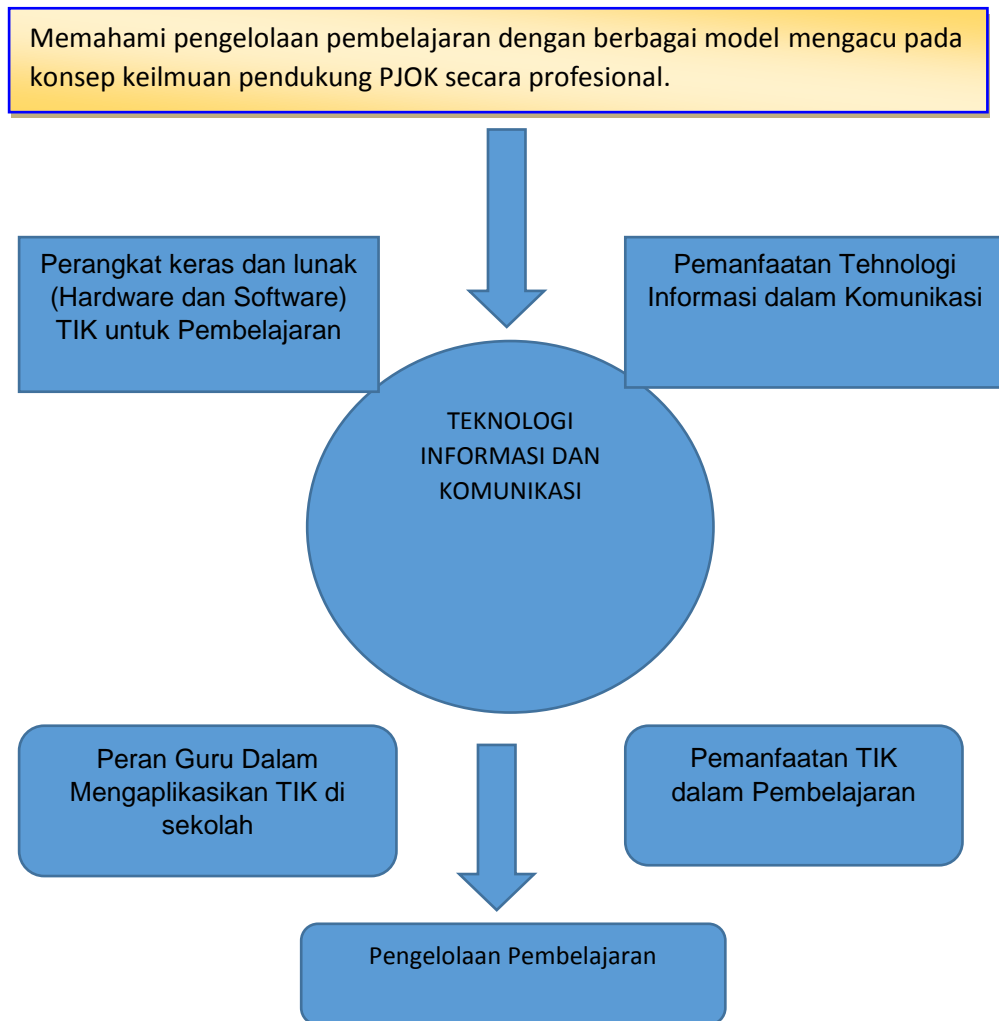 Memahami pengelolaan pembelajaran dengan berbagai model mengacu pada
konsep keilmuan pendukung PJOK secara profesional.
Perangkat keras dan lunak
(Hardware dan Software)
TIK untuk Pembelajaran
Pemanfaatan Tehnologi
Informasi dalam Komunikasi
TEKNOLOGI
INFORMASI DAN
KOMUNIKASI
Peran Guru Dalam
Mengaplikasikan TIK di
sekolah
Pemanfaatan TIK
dalam Pembelajaran
Pengelolaan Pembelajaran